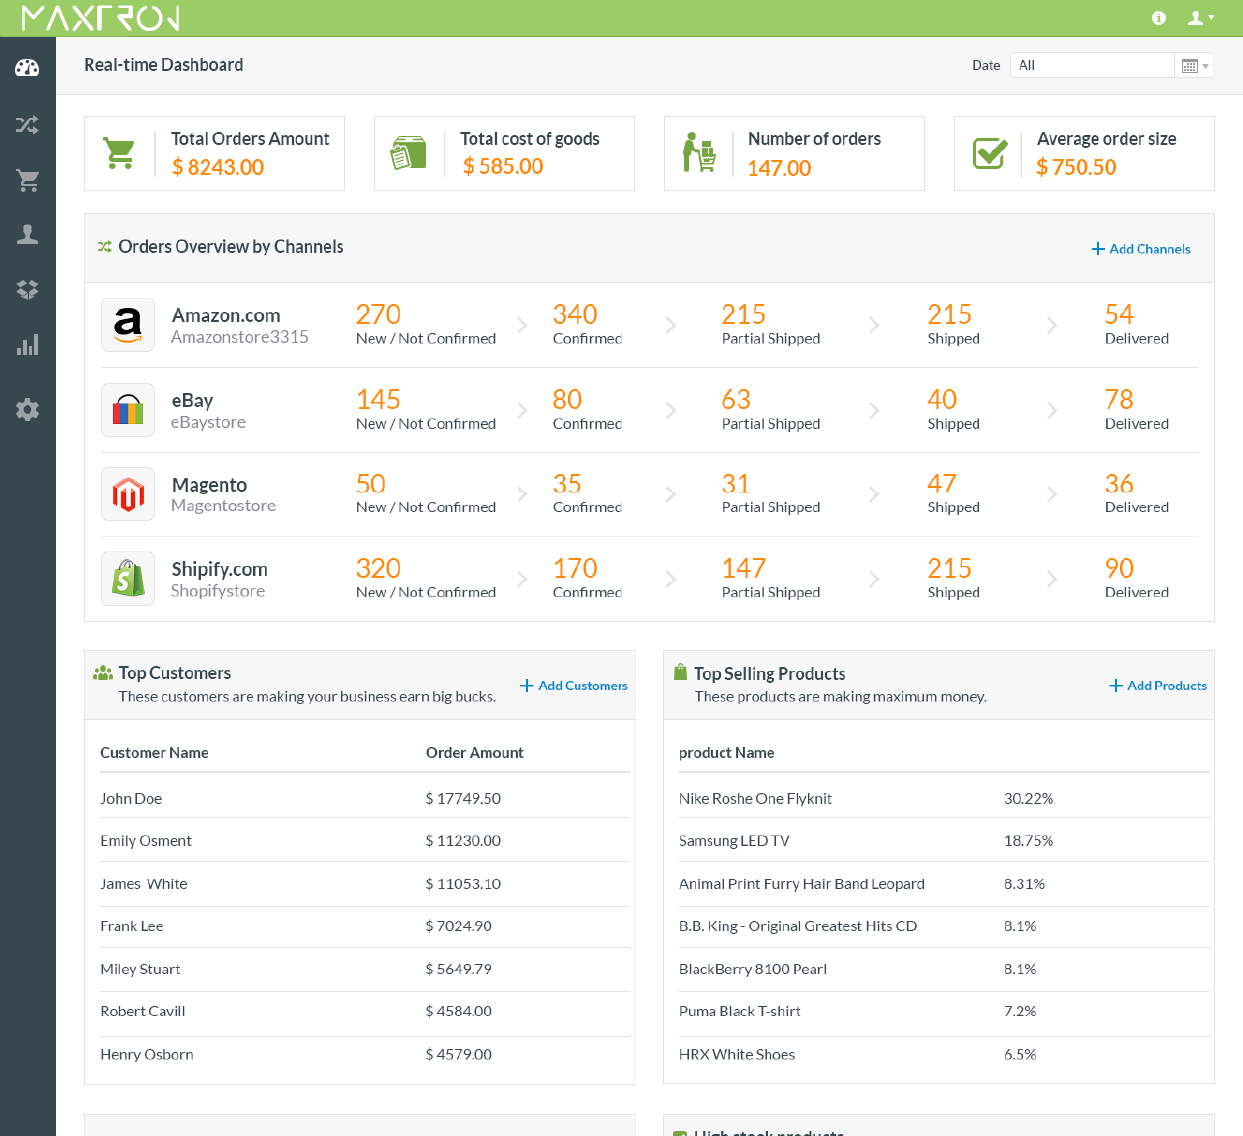 MAXTRON
Real-time Dashboard
Date All
Total Orders Amount
$ 8243.00
Total cost of goods
$ 585.00
Number of orders
147.00
Average order size
$ 750.50
Orders Overview by Channels
Add Channels
Amazon.com
Amazonstore3315
270 340 215 215 54
New / Not Confirmed Confirmed Partial Shipped Shipped Delivered
eBay
eBaystore
145 80 63 40 78
New / Not Confirmed Confirmed Partial Shipped Shipped Delivered
Magento
Magentostore
50 35 31 47 36
New / Not Confirmed Confirmed Partial Shipped Shipped Delivered
Shipify.com
Shopifystore
320 170 147 215 90
New / Not Confirmed Confirmed Partial Shipped Shipped Delivered
Top Customers
These customers are making your business earn big bucks.
Add Customers
Customer Name Order Amount
John Doe $ 17749.50
Emily Osment $ 11230.00
James White $ 11053.10
Frank Lee $ 7024.90
Miley Stuart $ 5649.79
Robert Cavill $ 4584.00
Henry Osborn $ 4579.00
Top Selling Products
These products are making maximum money.
Add Products
product Name
Nike Roshe One Flyknit 30.22%
Samsung LED TV 18.75%
Animal Print Furry Hair Band Leopard 8.31%
B.B. King - Original Greatest Hits CD 8.1%
BlackBerry 8100 Pearl 8.1%
Puma Black T-shirt 7.2%
HRX White Shoes 6.5%
High stock products